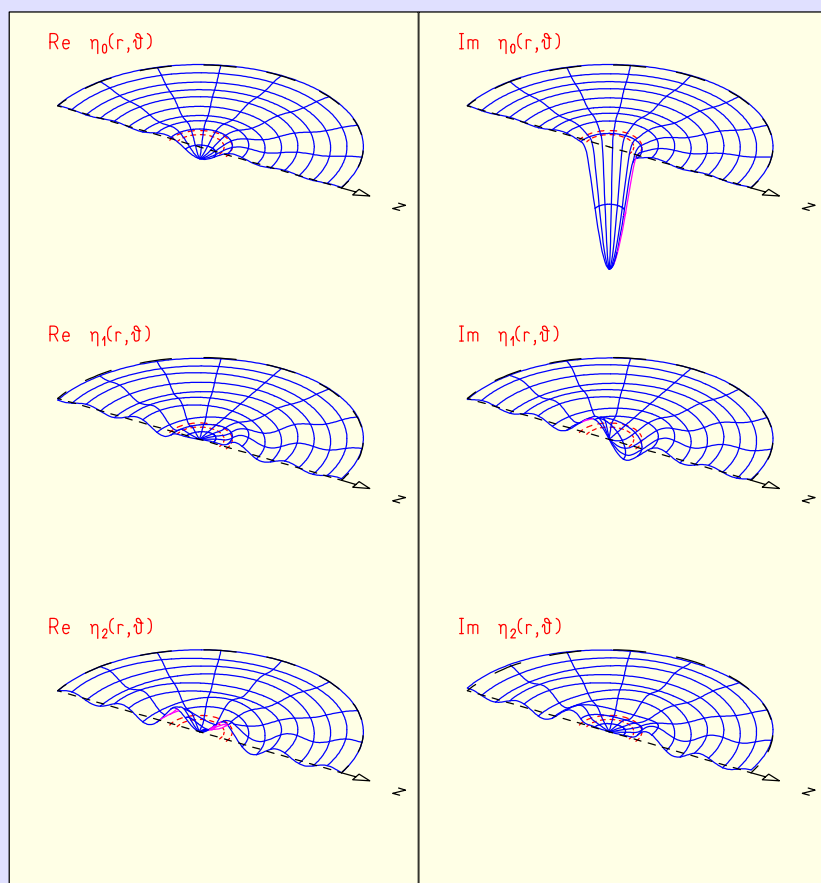 Re η₀(r,ϑ)
Im η₀(r,ϑ)
z
z
Re η₁(r,ϑ)
Im η₁(r,ϑ)
z
z
Re η₂(r,ϑ)
Im η₂(r,ϑ)
z
z